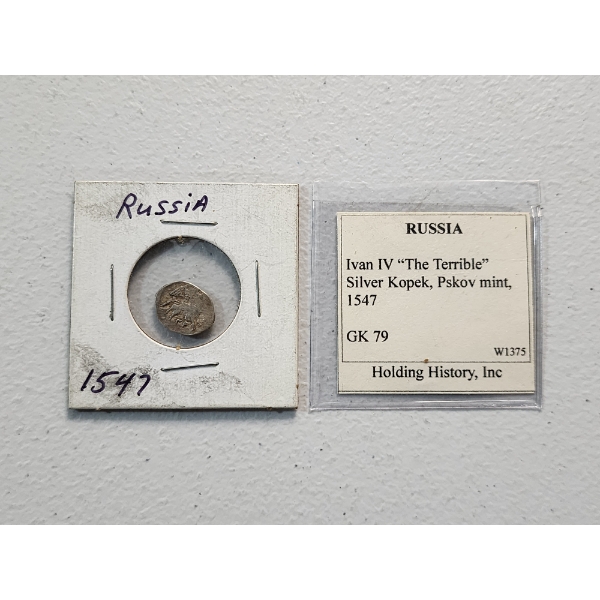 Russia
1547
RUSSIA
Ivan IV “The Terrible”
Silver Kopek, Pskov mint,
1547
GK 79
W1375
Holding History, Inc